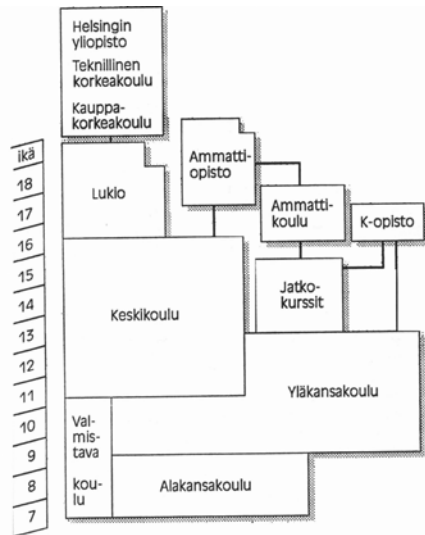 Helsingin
yliopisto
Teknillinen
korkeakoulu
Kauppa-
korkeakoulu
ikä
18
17
16
15
14
13
12
11
10
9
8
7
Lukio
Ammatti-
opisto
Ammatti-
koulu
K-opisto
Keskikoulu
Jatko-
kurssit
Yläkansakoulu
Val-
mis-
tava
kou-
lu
Alakansakoulu